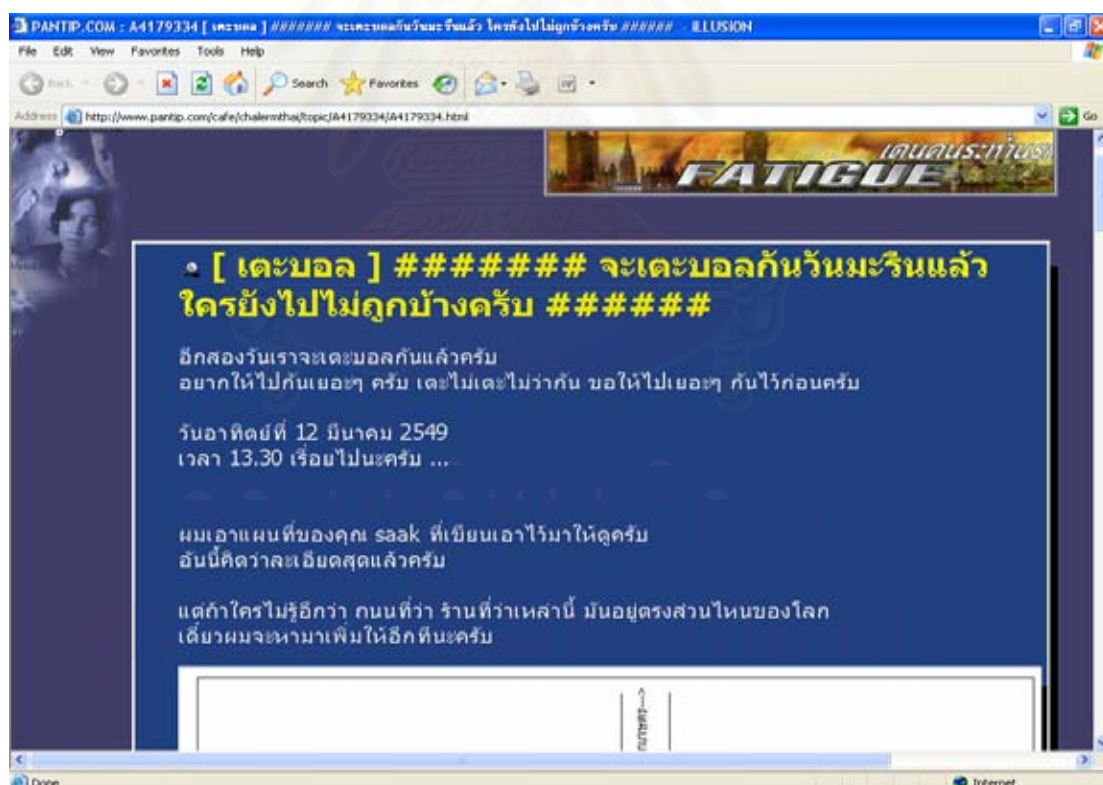 PANTIP.COM : A4179334 [ เตะบอล ] ####### จะเตะบอลกันวันมะรืนแล้ว ใครยังไปไม่ถูกบ้างครับ ###### - ILLUSION
File Edit View Favorites Tools Help
Back Search Favorites
Address http://www.pantip.com/cafe/chalermthai/topic/A4179334/A4179334.html Go
FATIGUE
[ เตะบอล ] ####### จะเตะบอลกันวันมะรืนแล้ว
ใครยังไปไม่ถูกบ้างครับ ######
อีกสองวันเราจะเตะบอลกันแล้วครับ
อยากให้ไปกันเยอะๆ ครับ เตะไม่เตะไม่ว่ากัน ขอให้ไปเยอะๆ กันไว้ก่อนครับ
วันอาทิตย์ที่ 12 มีนาคม 2549
เวลา 13.30 เรื่อยไปนะครับ ...
ผมเอาแผนที่ของคุณ saak ที่เขียนเอาไว้มาให้ดูครับ
อันนี้คิดว่าละเอียดสุดแล้วครับ
แต่ถ้าใครไม่รู้อีกว่า ถนนที่ว่า ร้านที่ว่าเหล่านี้ มันอยู่ตรงส่วนไหนของโลก
เดี๋ยวผมจะหามาเพิ่มให้อีกทีนะครับ
Done Internet